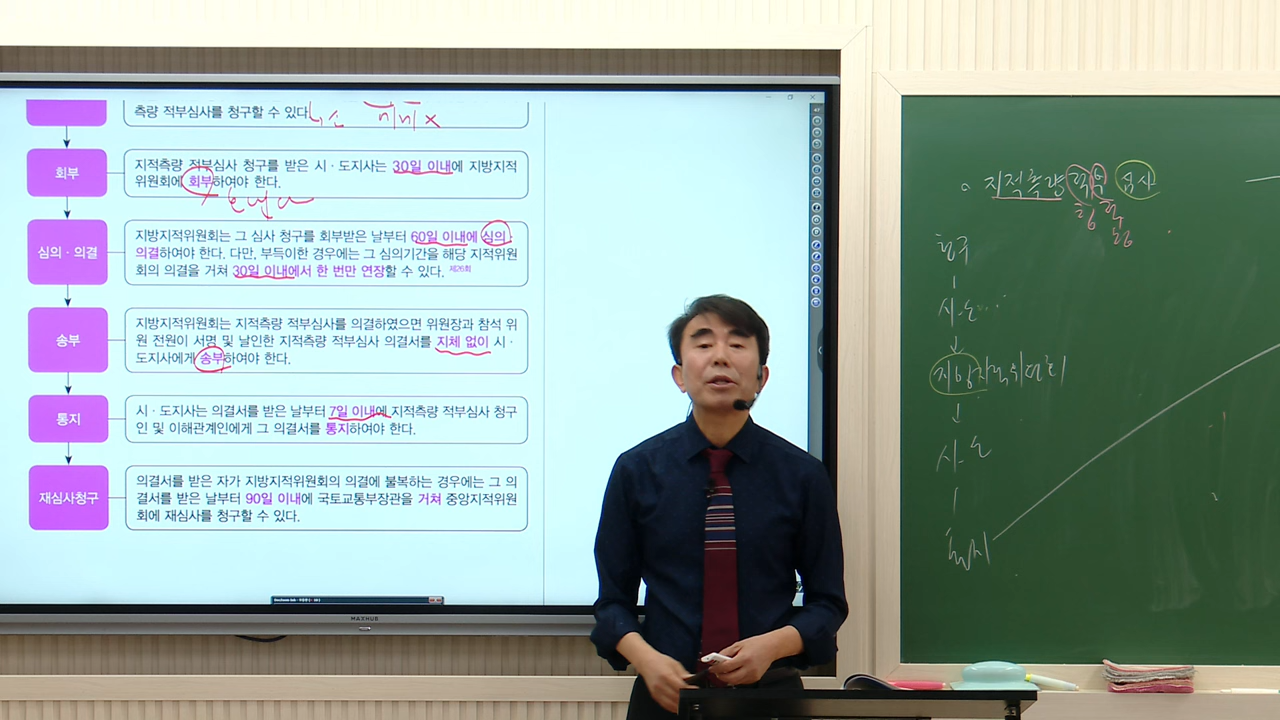 측량 적부심사를 청구할 수 있다.
회부
지적측량 적부심사 청구를 받은 시 · 도지사는 30일 이내에 지방지적
위원회에 회부하여야 한다.
심의 · 의결
지방지적위원회는 그 심사 청구를 회부받은 날부터 60일 이내에 심의 ·
의결하여야 한다. 다만, 부득이한 경우에는 그 심의기간을 해당 지적위원
회의 의결을 거쳐 30일 이내에서 한 번만 연장할 수 있다. 제26회
송부
지방지적위원회는 지적측량 적부심사를 의결하였으면 위원장과 참석 위
원 전원이 서명 및 날인한 지적측량 적부심사 의결서를 지체 없이 시 ·
도지사에게 송부하여야 한다.
통지
시 · 도지사는 의결서를 받은 날부터 7일 이내에 지적측량 적부심사 청구
인 및 이해관계인에게 그 의결서를 통지하여야 한다.
재심사청구
의결서를 받은 자가 지방지적위원회의 의결에 불복하는 경우에는 그 의
결서를 받은 날부터 90일 이내에 국토교통부장관을 거쳐 중앙지적위원
회에 재심사를 청구할 수 있다.
MAXHUB
지적측량 적부 심사
청구
시·도
지방지적위원회
시·도
통지